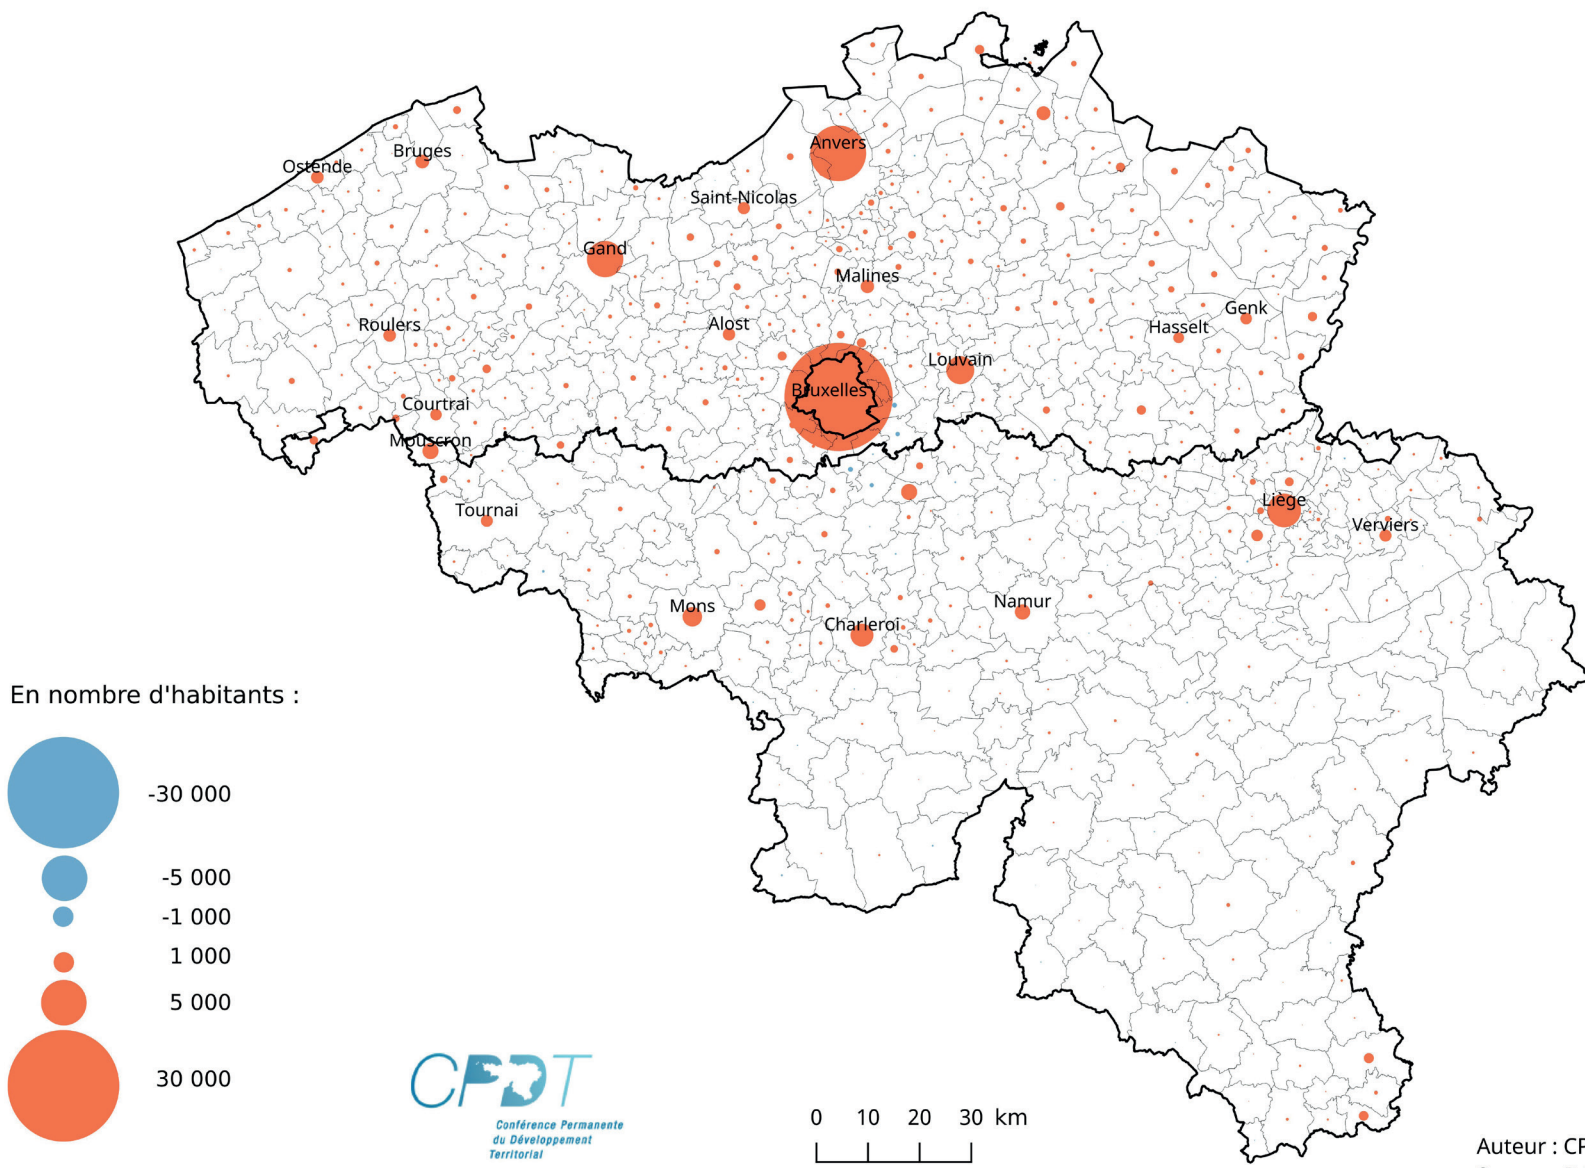 Anvers
Bruges
Ostende
Saint-Nicolas
Gand
Malines
Genk
Roulers
Alost
Hasselt
Louvain
Bruxelles
Courtrai
Mouscron
Liège
Tournai
Verviers
Namur
Mons
Charleroi
En nombre d'habitants :
-30 000
-5 000
-1 000
1 000
5 000
30 000
CPDT
Conférence Permanente
du Développement
Territorial
0 10 20 30 km
Auteur : CP